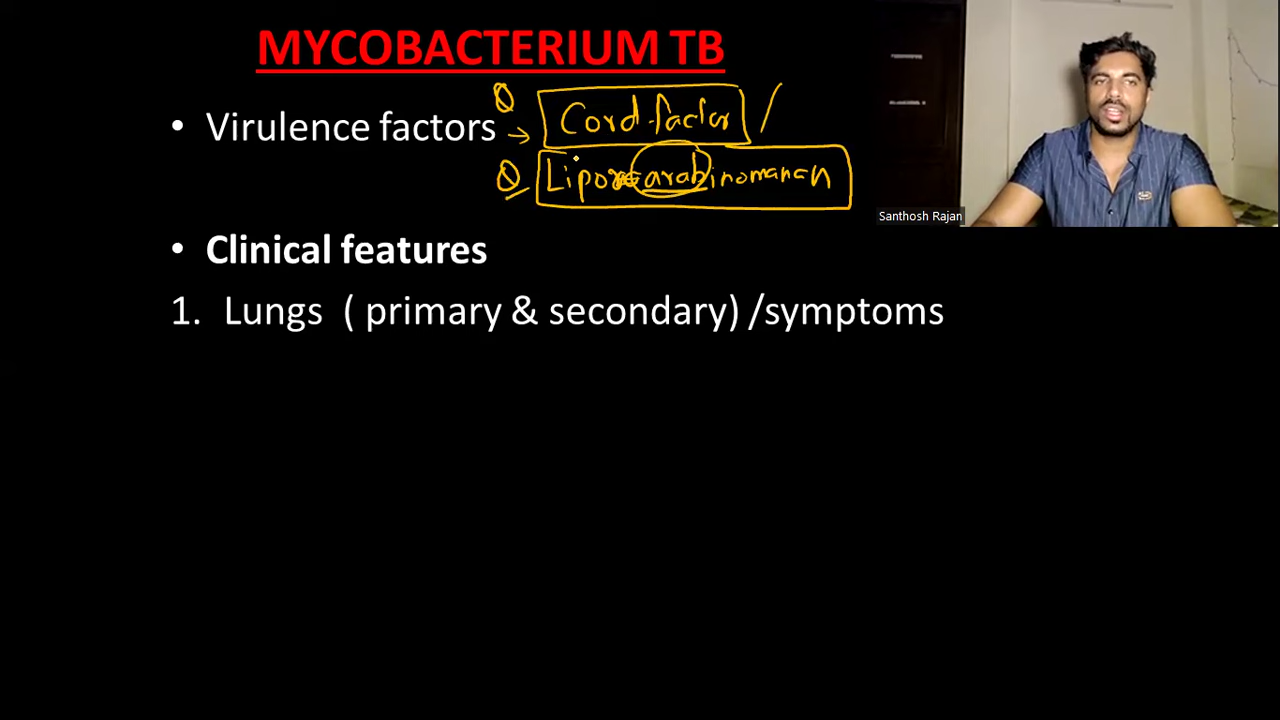 MYCOBACTERIUM TB
• Virulence factors → Cord factor /
Lipoarabinomanan
Santhosh Rajan
• Clinical features
1. Lungs ( primary & secondary) /symptoms